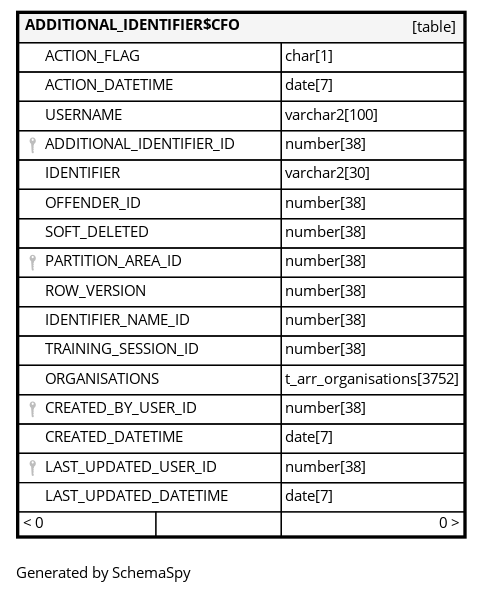 ADDITIONAL_IDENTIFIER$CFO [table]
ACTION_FLAG char[1]
ACTION_DATETIME date[7]
USERNAME varchar2[100]
ADDITIONAL_IDENTIFIER_ID number[38]
IDENTIFIER varchar2[30]
OFFENDER_ID number[38]
SOFT_DELETED number[38]
PARTITION_AREA_ID number[38]
ROW_VERSION number[38]
IDENTIFIER_NAME_ID number[38]
TRAINING_SESSION_ID number[38]
ORGANISATIONS t_arr_organisations[3752]
CREATED_BY_USER_ID number[38]
CREATED_DATETIME date[7]
LAST_UPDATED_USER_ID number[38]
LAST_UPDATED_DATETIME date[7]
< 0 0 >
Generated by SchemaSpy